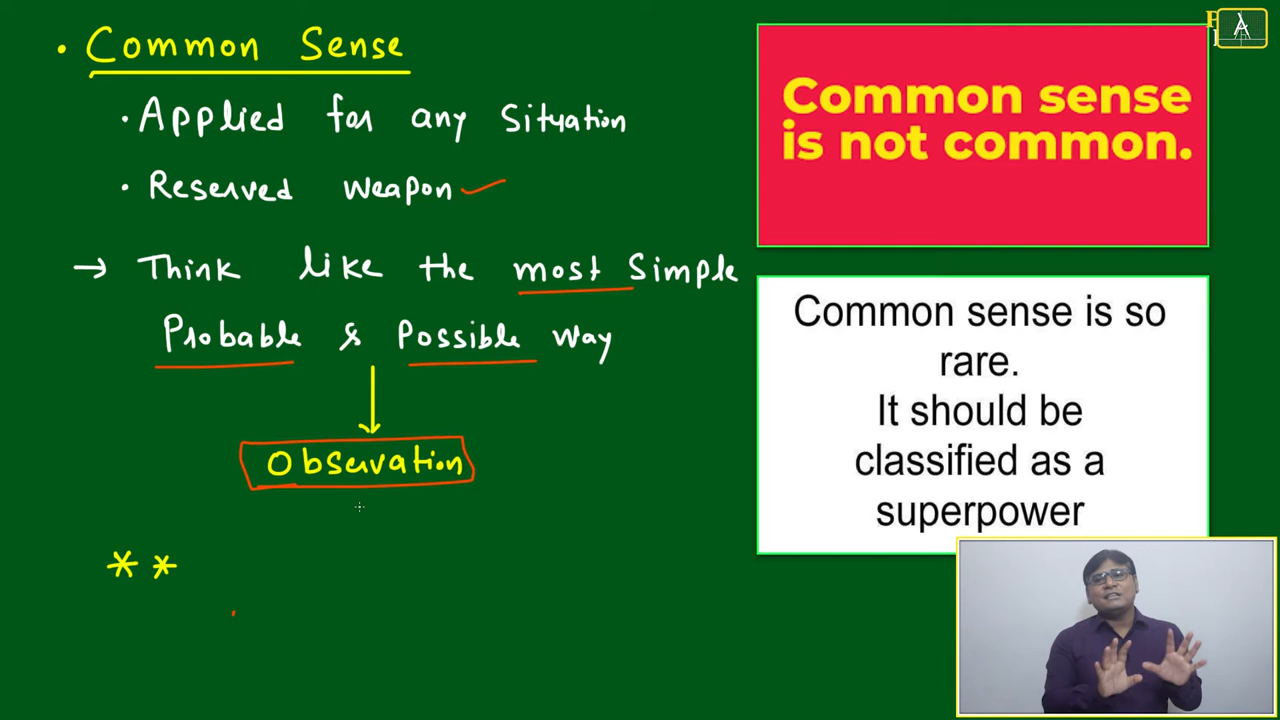 • Common Sense
• Applied for any Situation
• Reserved weapon
→ Think like the most Simple
Probable & Possible way
Observation
**
Common sense
is not common.
Common sense is so
rare.
It should be
classified as a
superpower